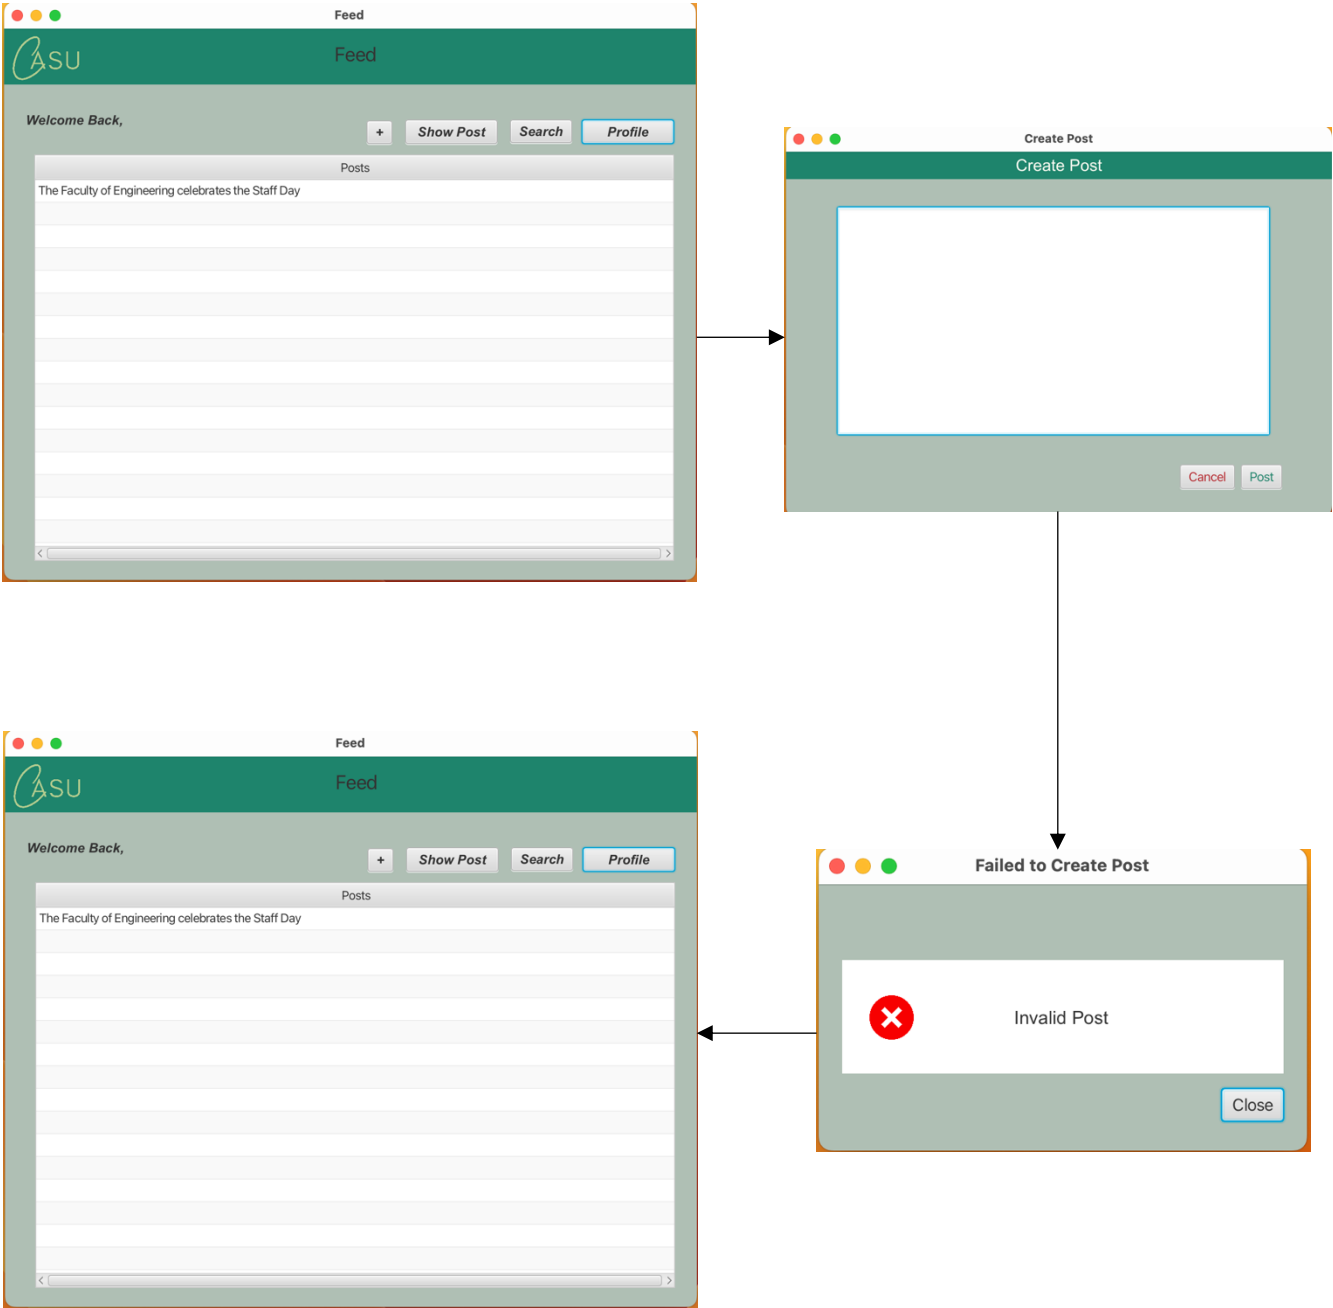 Feed
CASU
Feed
Welcome Back,
+
Show Post
Search
Profile
Posts
The Faculty of Engineering celebrates the Staff Day
Create Post
Create Post
Cancel
Post
Failed to Create Post
Invalid Post
Close
Feed
CASU
Feed
Welcome Back,
+
Show Post
Search
Profile
Posts
The Faculty of Engineering celebrates the Staff Day